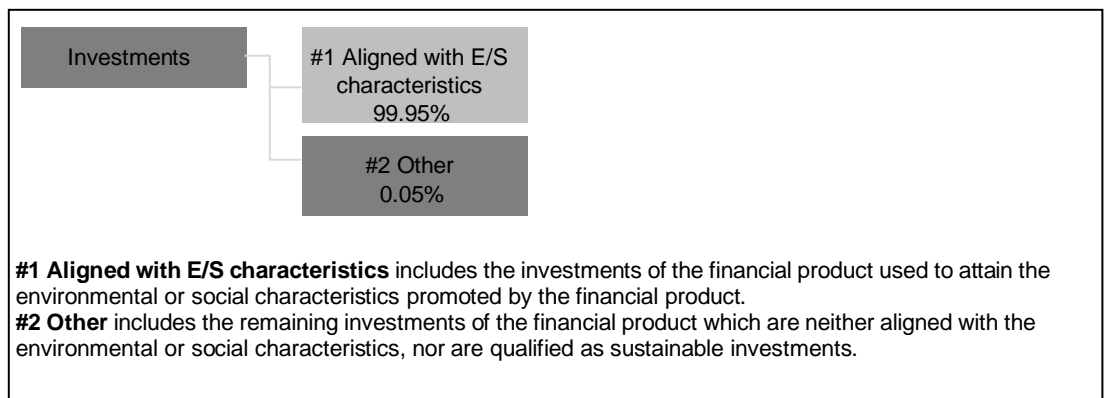 Investments
#1 Aligned with E/S
characteristics
99.95%
#2 Other
0.05%
#1 Aligned with E/S characteristics includes the investments of the financial product used to attain the
environmental or social characteristics promoted by the financial product.
#2 Other includes the remaining investments of the financial product which are neither aligned with the
environmental or social characteristics, nor are qualified as sustainable investments.